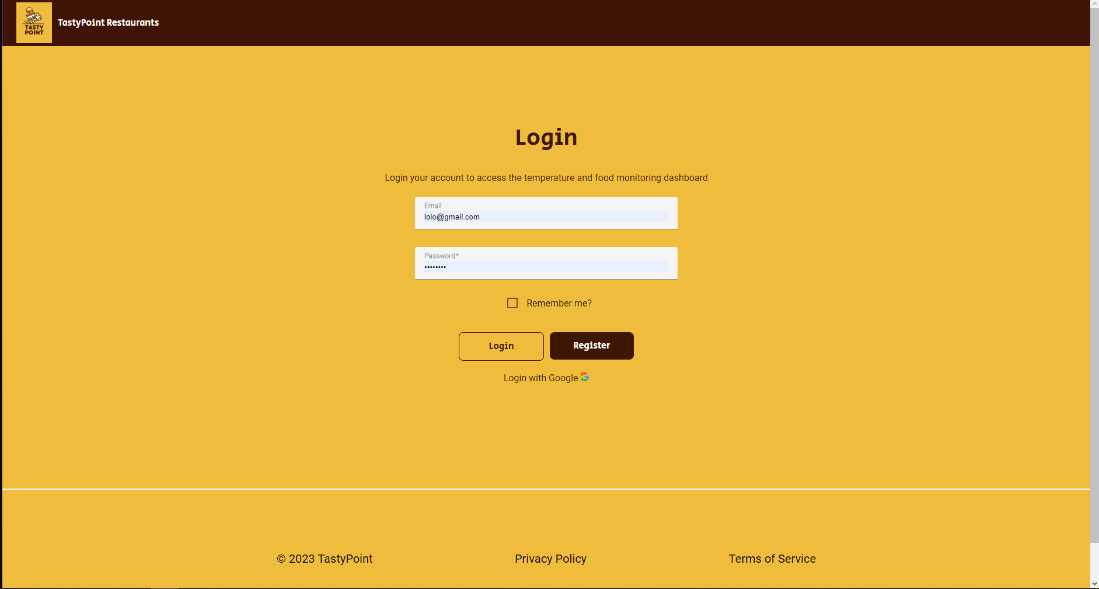 TASTY
POINT
TastyPoint Restaurants
Login
Login your account to access the temperature and food monitoring dashboard
Email
lolo@gmail.com
Password*
••••••••
Remember me?
Login
Register
Login with Google
© 2023 TastyPoint
Privacy Policy
Terms of Service